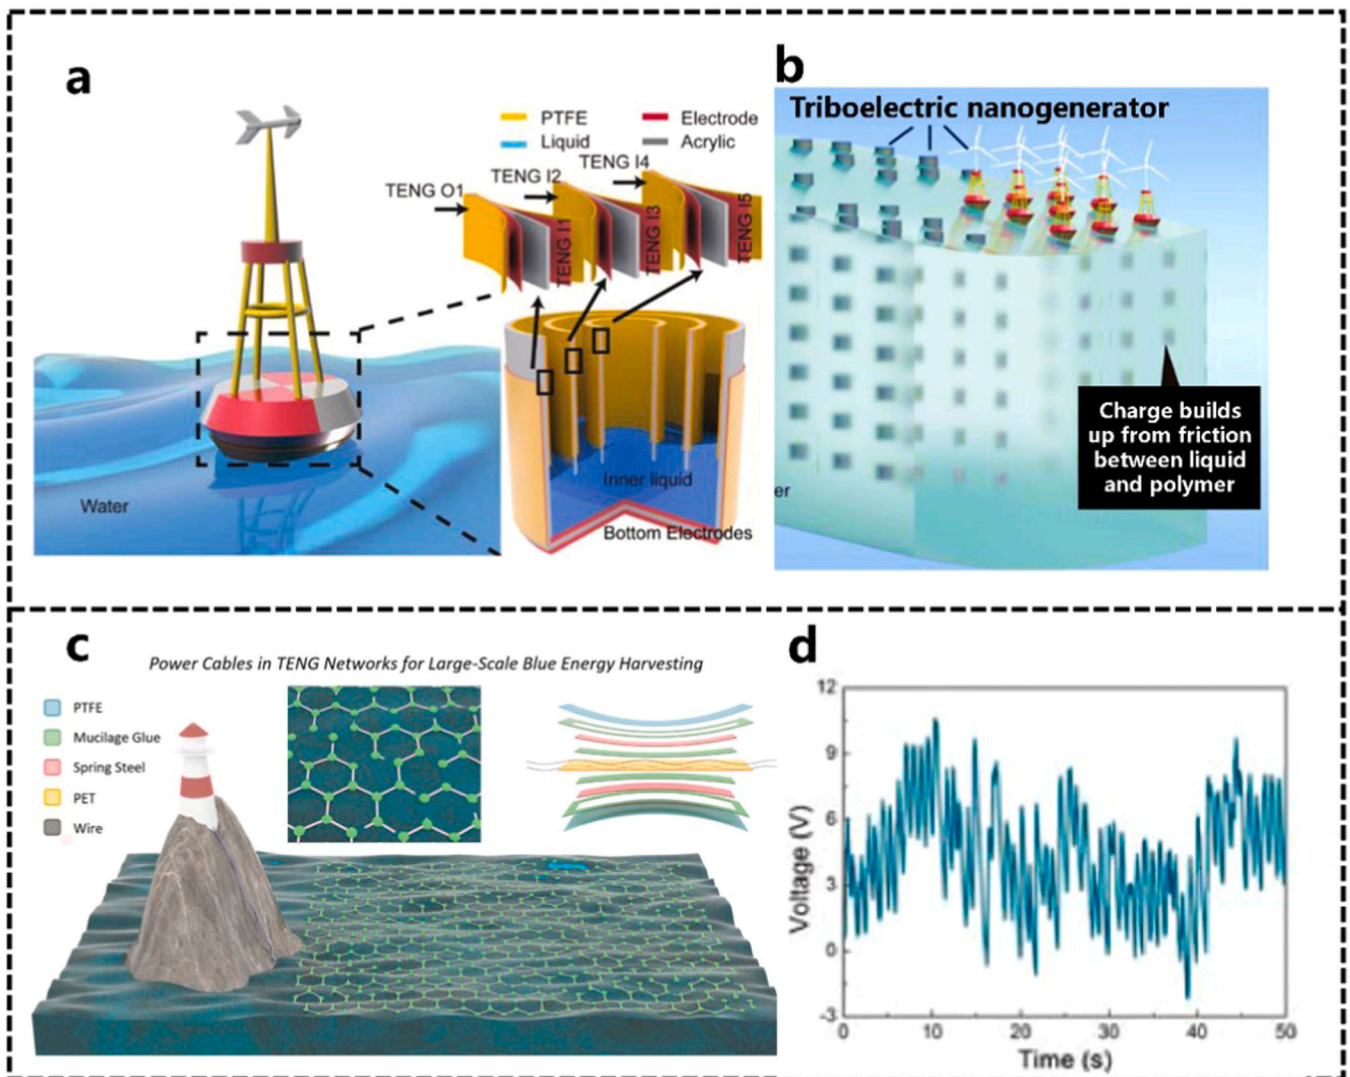 a
PTFE
Electrode
Liquid
Acrylic
TENG O1
TENG I2
TENG I4
TENG I1
TENG I3
TENG I5
Water
Inner liquid
Bottom Electrodes
b
Triboelectric nanogenerator
Charge builds
up from friction
between liquid
and polymer
er
c
Power Cables in TENG Networks for Large-Scale Blue Energy Harvesting
PTFE
Mucilage Glue
Spring Steel
PET
Wire
d
12
9
6
3
0
-3
Voltage (V)
0
10
20
30
40
50
Time (s)